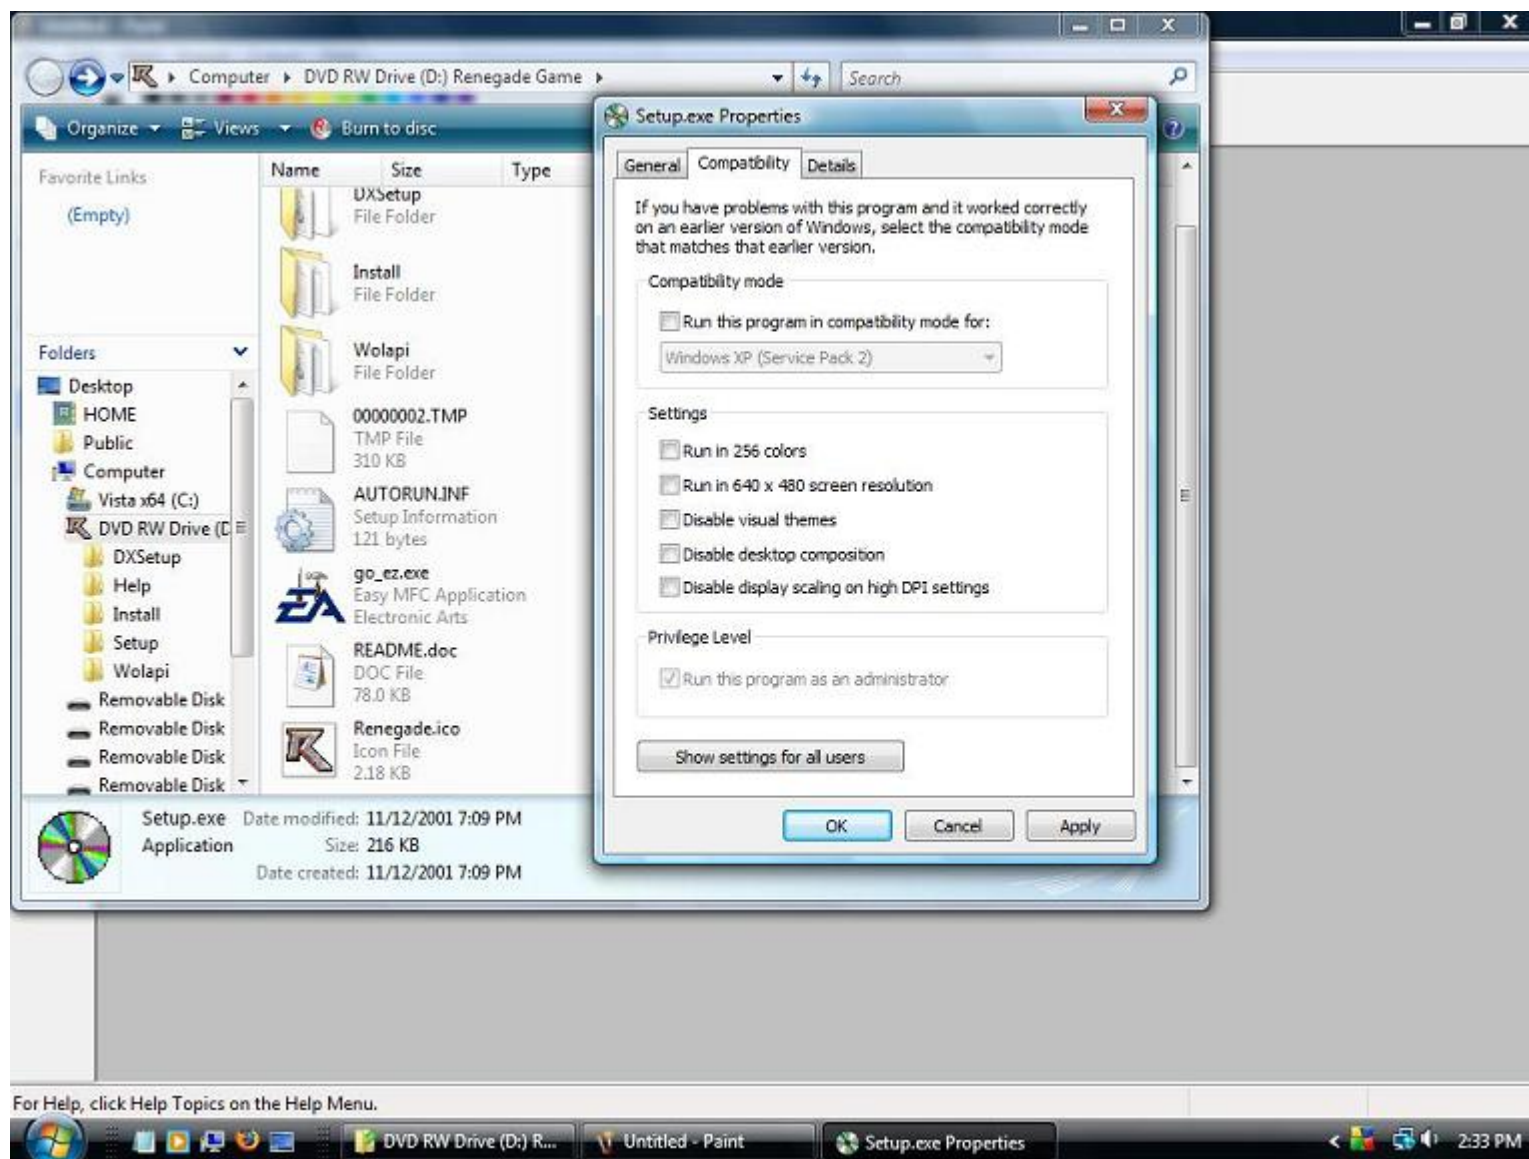 Computer
DVD RW Drive (D:) Renegade Game
Search
Organize
Views
Burn to disc
Favorite Links
(Empty)
Folders
Desktop
HOME
Public
Computer
Vista x64 (C:)
DVD RW Drive (D
DXSetup
Help
Install
Setup
Wolapi
Removable Disk
Removable Disk
Removable Disk
Removable Disk
Name Size Type
DXSetup
File Folder
Install
File Folder
Wolapi
File Folder
00000002.TMP
TMP File
310 KB
AUTORUN.INF
Setup Information
121 bytes
EA
go_ez.exe
Easy MFC Application
Electronic Arts
README.doc
DOC File
78.0 KB
Renegade.ico
Icon File
2.18 KB
Setup.exe
Application
Date modified: 11/12/2001 7:09 PM
Size: 216 KB
Date created: 11/12/2001 7:09 PM
Setup.exe Properties
General Compatibility Details
If you have problems with this program and it worked correctly
on an earlier version of Windows, select the compatibility mode
that matches that earlier version.
Compatibility mode
Run this program in compatibility mode for:
Windows XP (Service Pack 2)
Settings
Run in 256 colors
Run in 640 x 480 screen resolution
Disable visual themes
Disable desktop composition
Disable display scaling on high DPI settings
Privilege Level
Run this program as an administrator
Show settings for all users
OK Cancel Apply
For Help, click Help Topics on the Help Menu.
DVD RW Drive (D:) R...
Untitled - Paint
Setup.exe Properties
2:33 PM